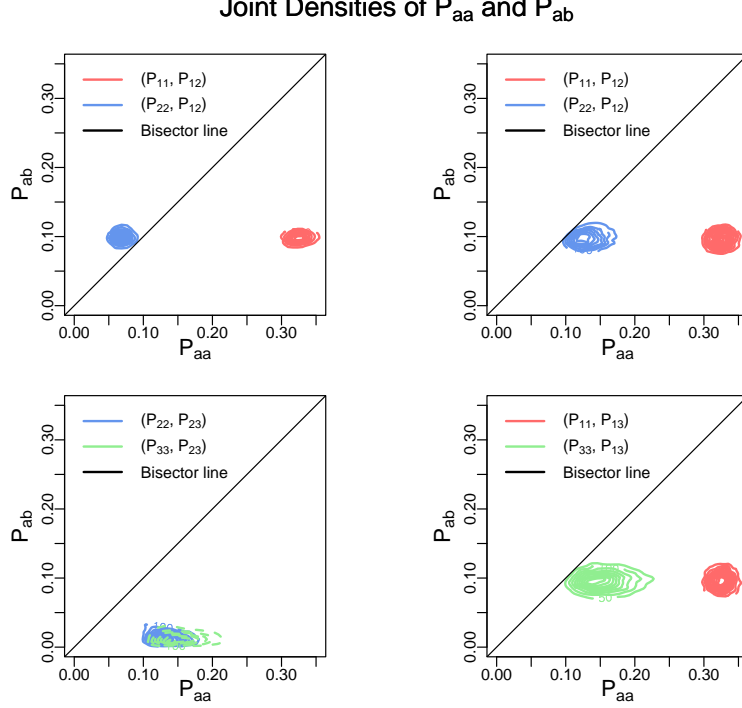 Joint Densities of Paa and Pab
(P11, P12)
(P22, P12)
Bisector line
0.00 0.10 0.20 0.30
0.00 0.10 0.20 0.30
Paa
Pab
(P11, P12)
(P22, P12)
Bisector line
0.00 0.10 0.20 0.30
0.00 0.10 0.20 0.30
Paa
Pab
(P22, P23)
(P33, P23)
Bisector line
0.00 0.10 0.20 0.30
0.00 0.10 0.20 0.30
Paa
Pab
(P11, P13)
(P33, P13)
Bisector line
50
0.00 0.10 0.20 0.30
0.00 0.10 0.20 0.30
Paa
Pab